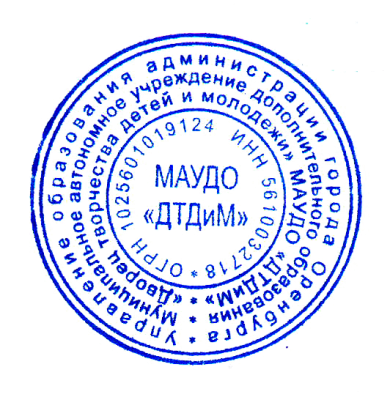 Управление образования администрации города Оренбурга *
Муниципальное автономное учреждение дополнительного образования *
«Дворец творчества детей и молодежи» МАУДО «ДТДиМ» *
ОГРН 1025601019124 ИНН 5610032718 *
МАУДО
«ДТДиМ»